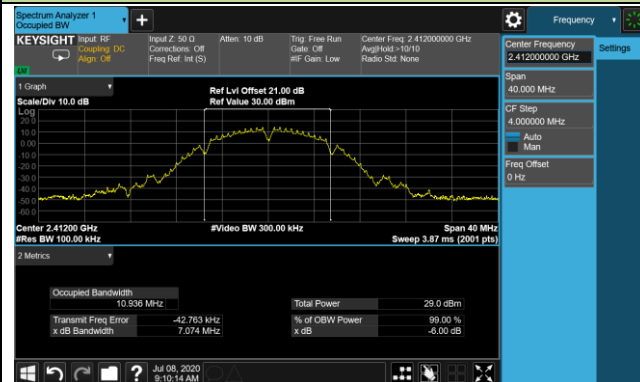 Spectrum Analyzer 1
Occupied BW
Frequency
KEYSIGHT
Input: RF
Coupling: DC
Align: Off
Input Z: 50 Ω
Corrections: Off
Freq Ref: Int (S)
Atten: 10 dB
Trig: Free Run
Gate: Off
#IF Gain: Low
Center Freq: 2.412000000 GHz
Avg|Hold:>10/10
Radio Std: None
Center Frequency
2.412000000 GHz
Settings
Span
40.000 MHz
CF Step
4.000000 MHz
Auto
Man
Freq Offset
0 Hz
1 Graph
Scale/Div 10.0 dB
Ref Lvl Offset 21.00 dB
Ref Value 30.00 dBm
Log
20.0
10.0
0.00
-10.0
-20.0
-30.0
-40.0
-50.0
-60.0
Center 2.41200 GHz
#Res BW 100.00 kHz
#Video BW 300.00 kHz
Span 40 MHz
Sweep 3.87 ms (2001 pts)
2 Metrics
Occupied Bandwidth
10.936 MHz
Transmit Freq Error
-42.763 kHz
x dB Bandwidth
7.074 MHz
Total Power
29.0 dBm
% of OBW Power
99.00 %
x dB
-6.00 dB
?
Jul 08, 2020
9:10:14 AM